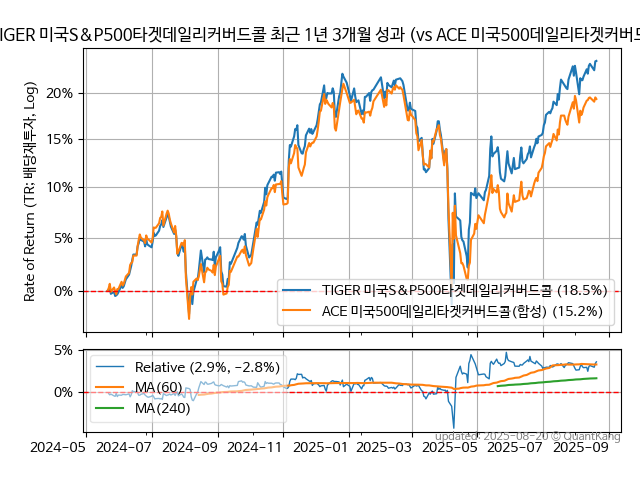 TIGER 미국S&P500타겟데일리커버드콜 최근 1년 3개월 성과 (vs ACE 미국500데일리타겟커버드
Rate of Return (TR: 배당재투자, Log)
20%
15%
10%
5%
0%
TIGER 미국S&P500타겟데일리커버드콜 (18.5%)
ACE 미국500데일리타겟커버드콜(합성) (15.2%)
5%
0%
Relative (2.9%, −2.8%)
MA(60)
MA(240)
updated: 2025-08-20 © QuantKang
2024-05 2024-07 2024-09 2024-11 2025-01 2025-03 2025-05 2025-07 2025-09